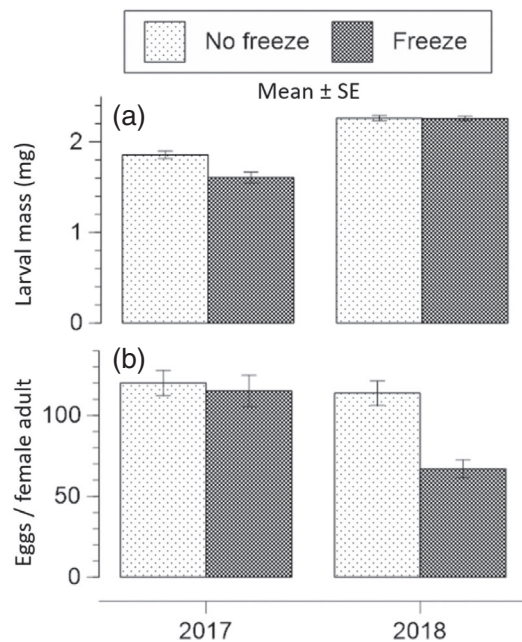 No freeze Freeze
Mean ± SE
(a)
Larval mass (mg)
2
1
0
(b)
Eggs / female adult
100
50
0
2017 2018